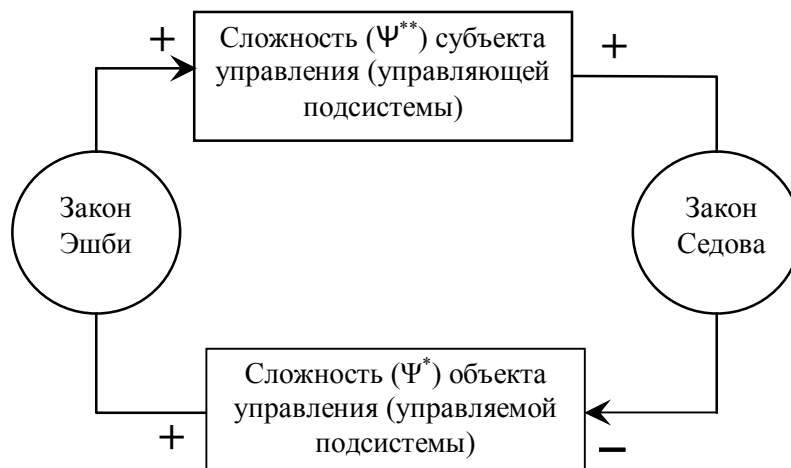 +
Сложность (Ψ**) субъекта
управления (управляющей
подсистемы)
+
Закон
Эшби
Закон
Седова
Сложность (Ψ*) объекта
управления (управляемой
подсистемы)
+
−